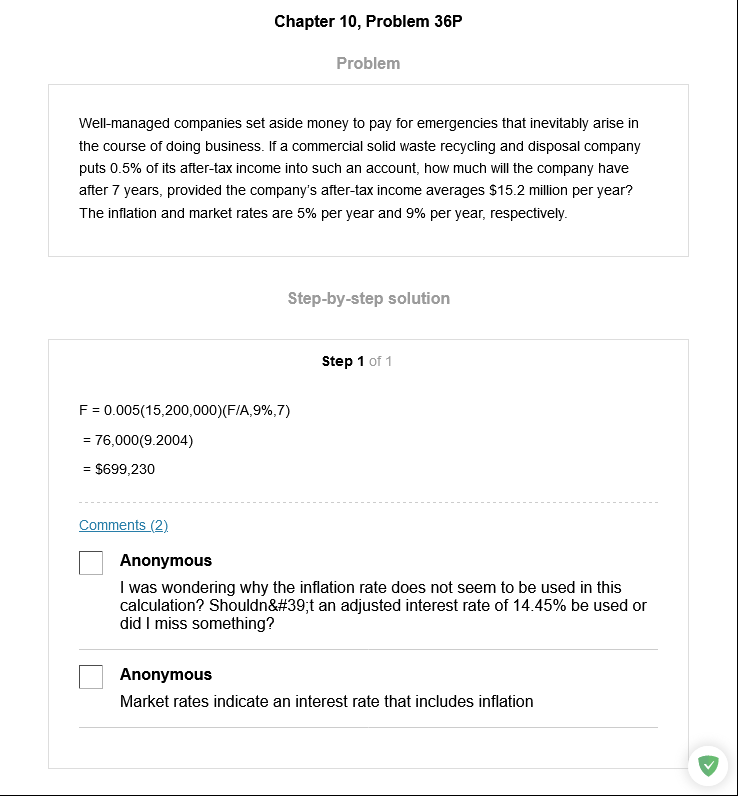 Chapter 10, Problem 36P
Problem
Well-managed companies set aside money to pay for emergencies that inevitably arise in
the course of doing business. If a commercial solid waste recycling and disposal company
puts 0.5% of its after-tax income into such an account, how much will the company have
after 7 years, provided the company's after-tax income averages $15.2 million per year?
The inflation and market rates are 5% per year and 9% per year, respectively.
Step-by-step solution
Step 1 of 1
F = 0.005(15,200,000)(F/A,9%,7)
= 76,000(9.2004)
= $699,230
Comments (2)
Anonymous
I was wondering why the inflation rate does not seem to be used in this
calculation? Shouldn&#39;t an adjusted interest rate of 14.45% be used or
did I miss something?
Anonymous
Market rates indicate an interest rate that includes inflation